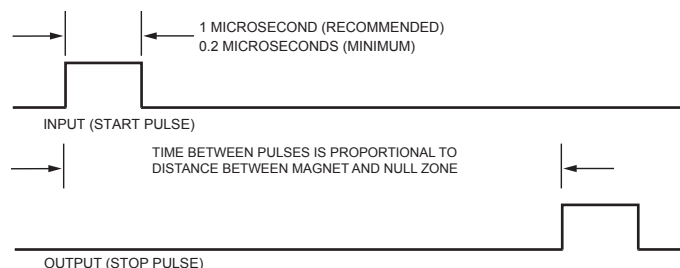 1 MICROSECOND (RECOMMENDED)
0.2 MICROSECONDS (MINIMUM)
INPUT (START PULSE)
TIME BETWEEN PULSES IS PROPORTIONAL TO
DISTANCE BETWEEN MAGNET AND NULL ZONE
OUTPUT (STOP PULSE)